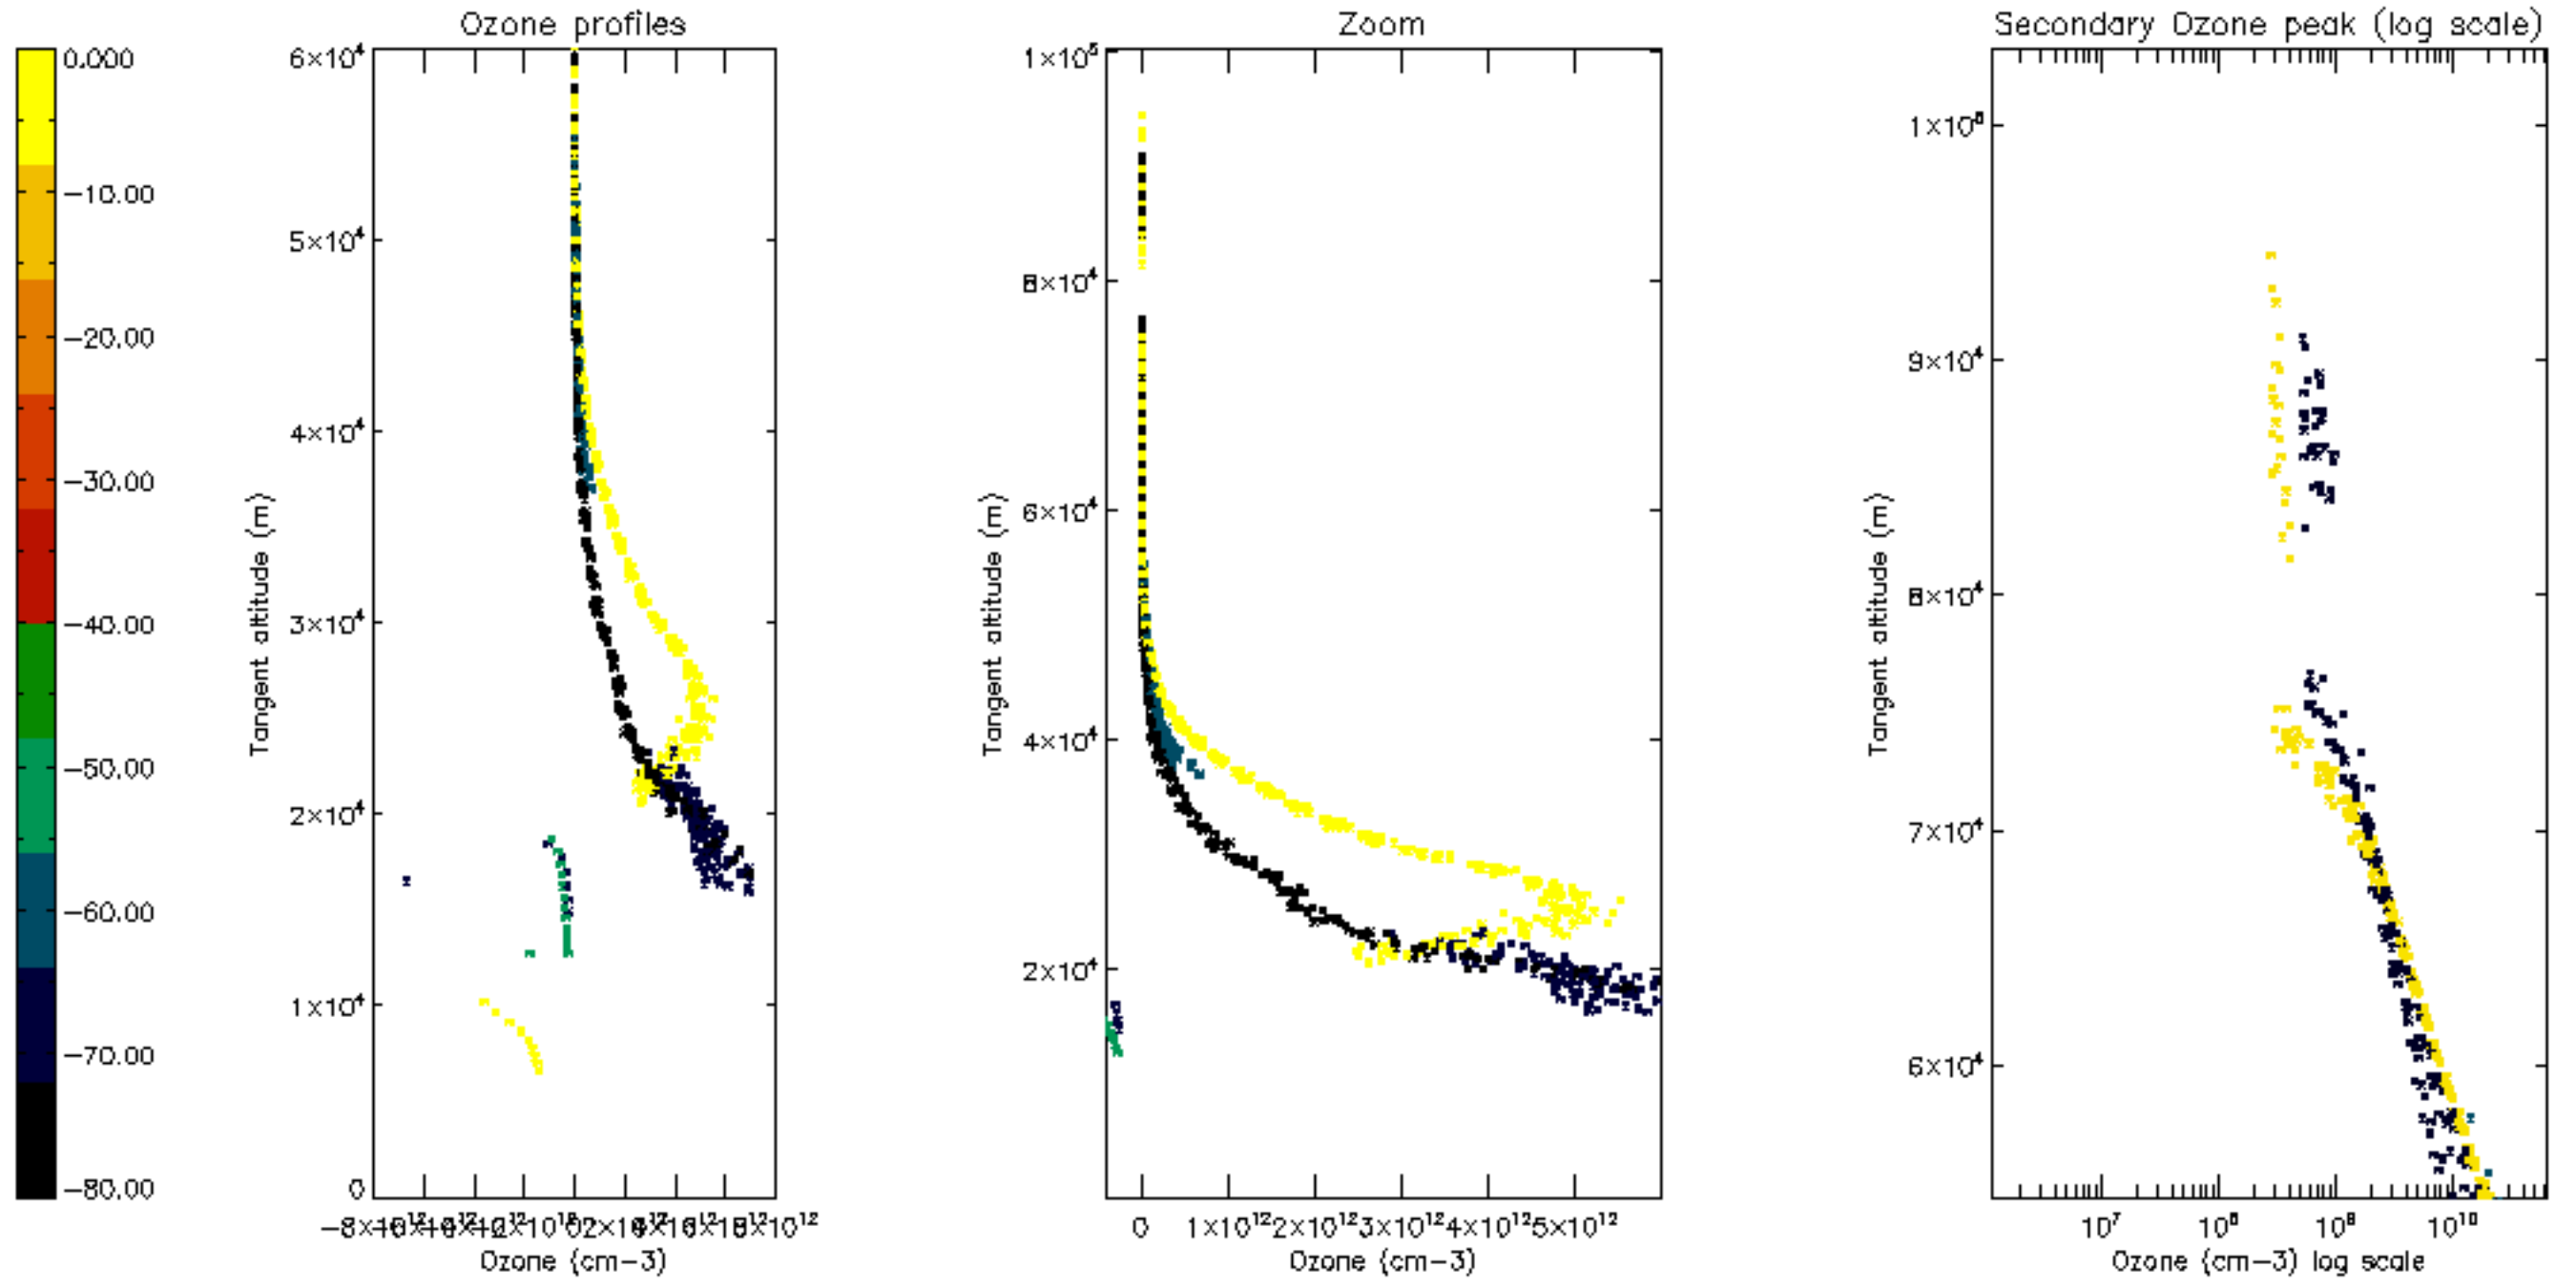 Ozone profiles
Zoom
Secondary Ozone peak (log scale)
0.000
−10.00
−20.00
−30.00
−40.00
−50.00
−60.00
−70.00
−80.00
6×10⁴
5×10⁴
4×10⁴
3×10⁴
2×10⁴
1×10⁴
0
Tangent altitude (m)
Ozone (cm−3)
1×10⁵
8×10⁴
6×10⁴
4×10⁴
2×10⁴
Tangent altitude (m)
0 1×10¹² 2×10¹² 3×10¹² 4×10¹² 5×10¹²
Ozone (cm−3)
9×10⁴
8×10⁴
7×10⁴
6×10⁴
Tangent altitude (m)
10⁷ 10⁸ 10⁹ 10¹⁰
Ozone (cm−3) log scale